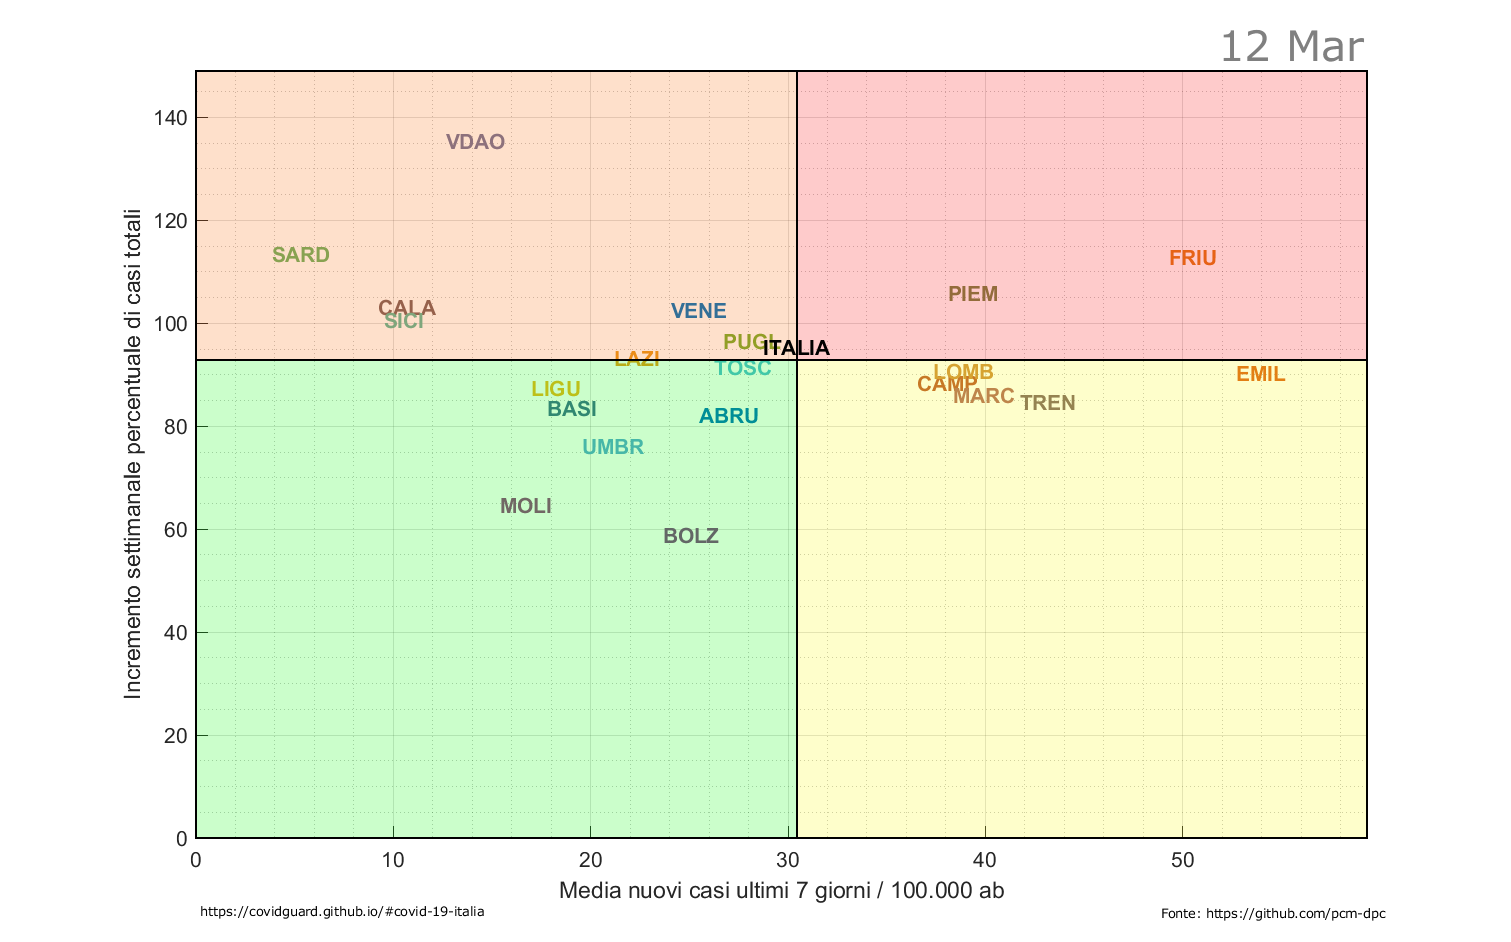 12 Mar
140
120
100
80
60
40
20
0
Incremento settimanale percentuale di casi totali
VDAO
SARD
FRIU
PIEM
CALA
VENE
SICI
PUGL
ITALIA
LAZI
TOSC
LOMB
EMIL
CAMP
LIGU
MARC
TREN
BASI
ABRU
UMBR
MOLI
BOLZ
0 10 20 30 40 50
Media nuovi casi ultimi 7 giorni / 100.000 ab
https://covidguard.github.io/#covid-19-italia
Fonte: https://github.com/pcm-dpc